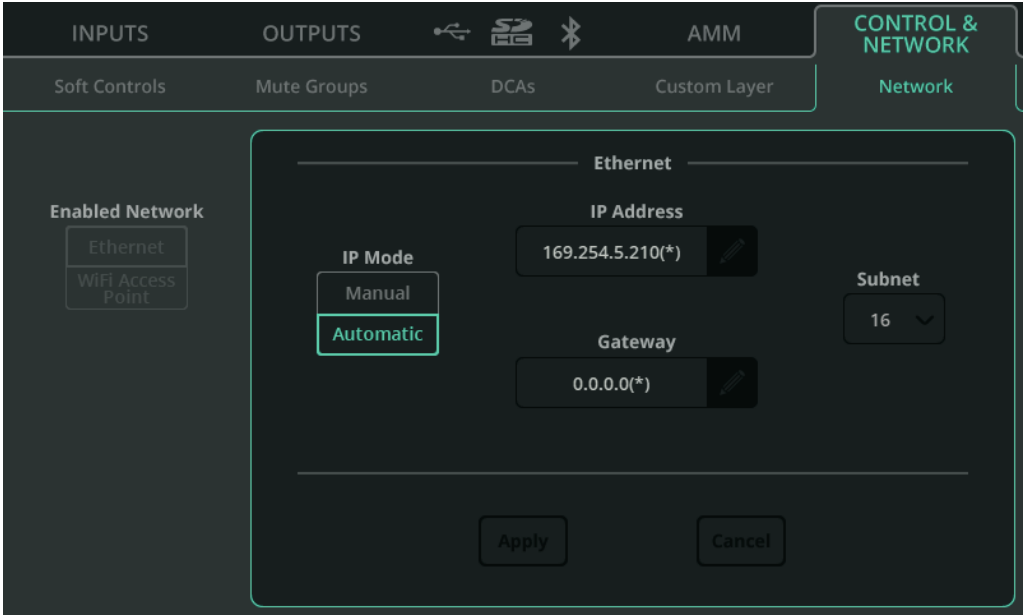 INPUTS
OUTPUTS
SD
HC
AMM
CONTROL &
NETWORK
Soft Controls
Mute Groups
DCAs
Custom Layer
Network
Ethernet
Enabled Network
Ethernet
WiFi Access
Point
IP Mode
Manual
Automatic
IP Address
169.254.5.210(*)
Gateway
0.0.0.0(*)
Subnet
16
Apply
Cancel